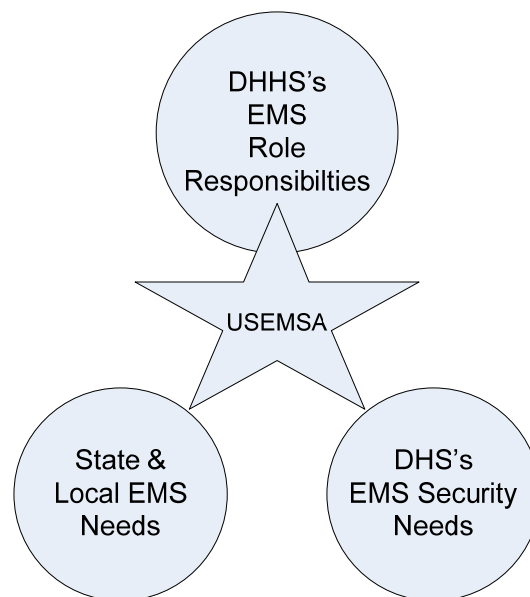 DHHS's
EMS
Role
Responsibilties
USEMSA
State &
Local EMS
Needs
DHS's
EMS Security
Needs